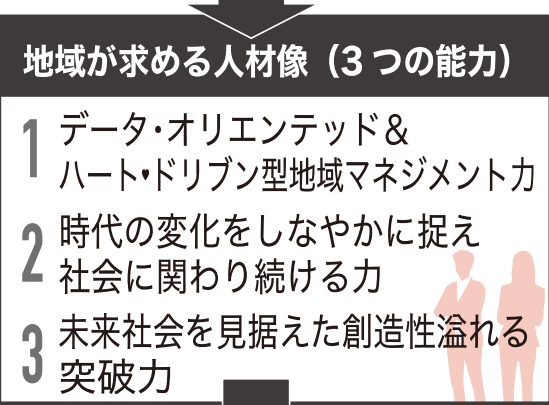 地域が求める人材像（3つの能力）
1 データ・オリエンテッド＆
ハート♥ドリブン型地域マネジメント力
2 時代の変化をしなやかに捉え
社会に関わり続ける力
3 未来社会を見据えた創造性溢れる
突破力